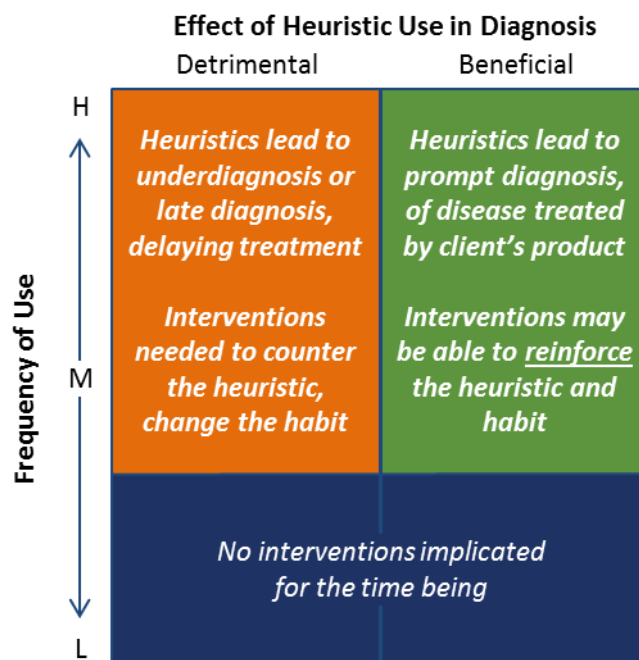 Effect of Heuristic Use in Diagnosis
Detrimental
Beneficial
H
Heuristics lead to
underdiagnosis or
late diagnosis,
delaying treatment
Interventions
needed to counter
the heuristic,
change the habit
Heuristics lead to
prompt diagnosis,
of disease treated
by client's product
Interventions may
be able to reinforce
the heuristic and
habit
Frequency of Use
M
No interventions implicated
for the time being
L